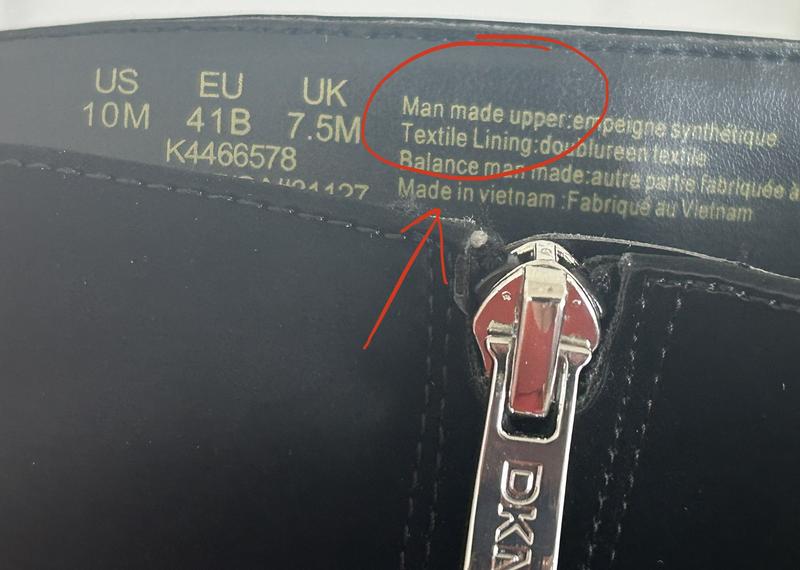 US EU UK
10M 41B 7.5M
K4466578
Man made upper:empeigne synthétique
Textile Lining:doublureen textile
Balance man made:autre partie fabriquée à
Made in vietnam :Fabriqué au Vietnam
DKN